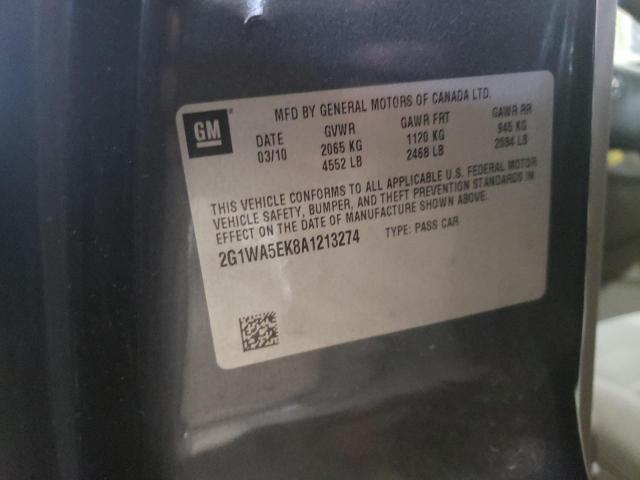 GM
MFD BY GENERAL MOTORS OF CANADA LTD.
DATE GVWR GAWR FRT GAWR RR
03/10 2065 KG 1120 KG 945 KG
4552 LB 2468 LB 2084 LB
THIS VEHICLE CONFORMS TO ALL APPLICABLE U.S. FEDERAL MOTOR
VEHICLE SAFETY, BUMPER, AND THEFT PREVENTION STANDARDS IN
EFFECT ON THE DATE OF MANUFACTURE SHOWN ABOVE.
2G1WA5EK8A1213274 TYPE: PASS CAR